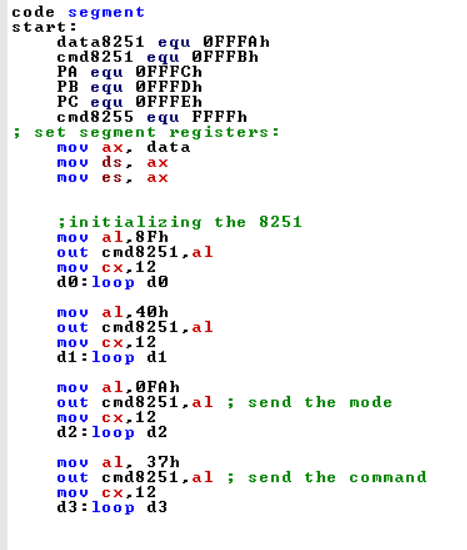 code segment
start:
data8251 equ 0FFFAh
cmd8251 equ 0FFFBh
PA equ 0FFFCh
PB equ 0FFFDh
PC equ 0FFFEh
cmd8255 equ FFFFh
; set segment registers:
mov ax, data
mov ds, ax
mov es, ax
;initializing the 8251
mov al,8Fh
out cmd8251,al
mov cx,12
d0:loop d0
mov al,40h
out cmd8251,al
mov cx,12
d1:loop d1
mov al,0FAh
out cmd8251,al ; send the mode
mov cx,12
d2:loop d2
mov al, 37h
out cmd8251,al ; send the command
mov cx,12
d3:loop d3